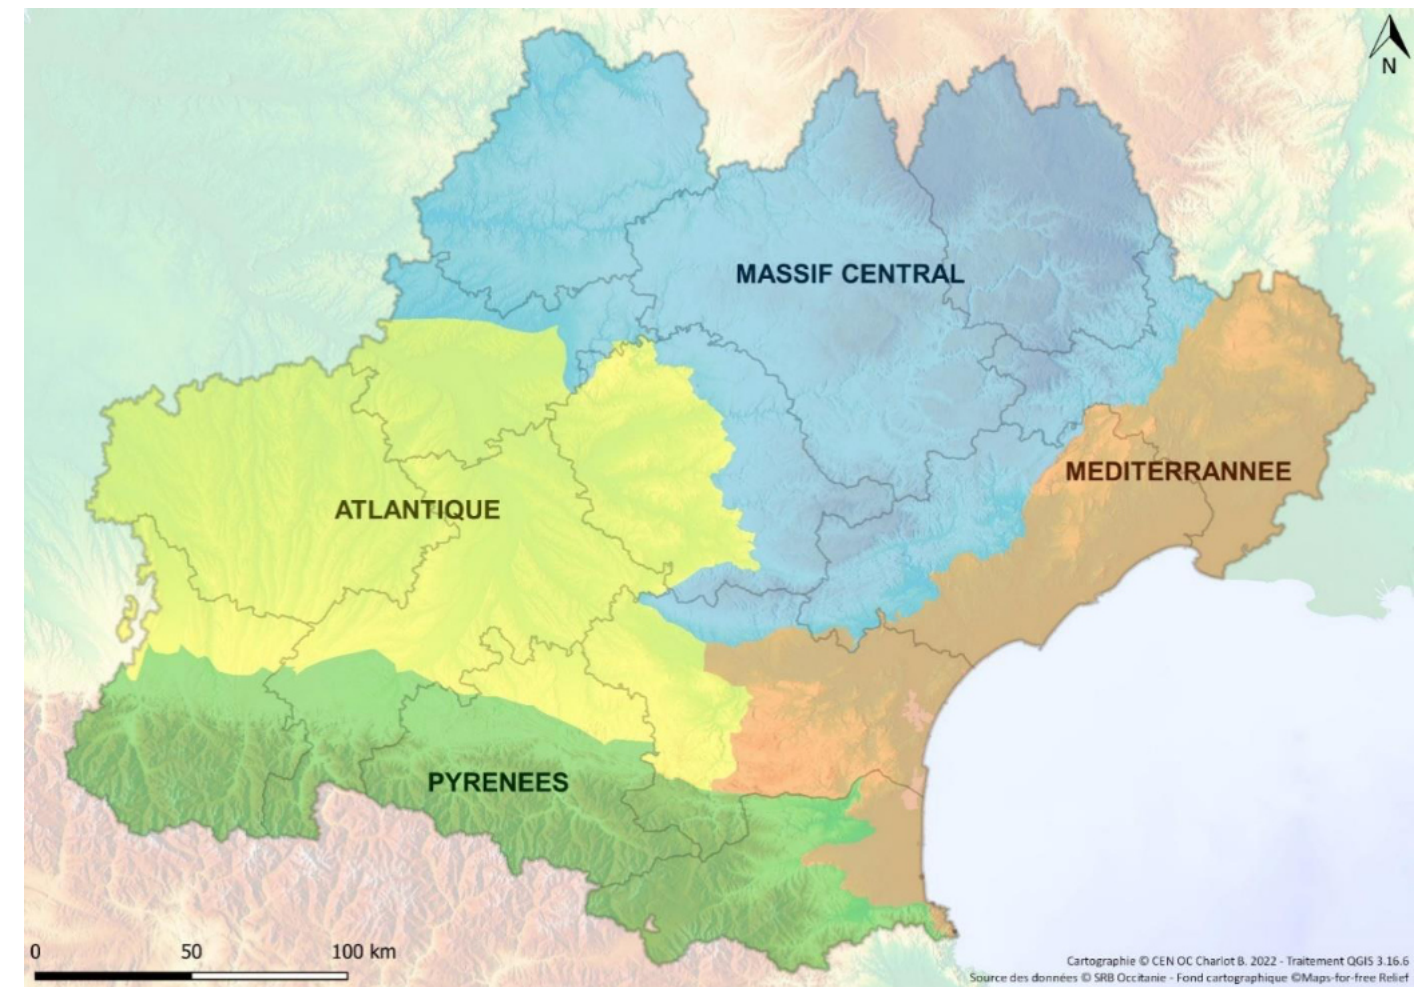 N
MASSIF CENTRAL
MEDITERRANNEE
ATLANTIQUE
PYRENEES
0 50 100 km
Cartographie © CEN OC Charlot B. 2022 - Traitement QGIS 3.16.6
Source des données © SRB Occitanie - Fond cartographique ©Maps-for-free Relief